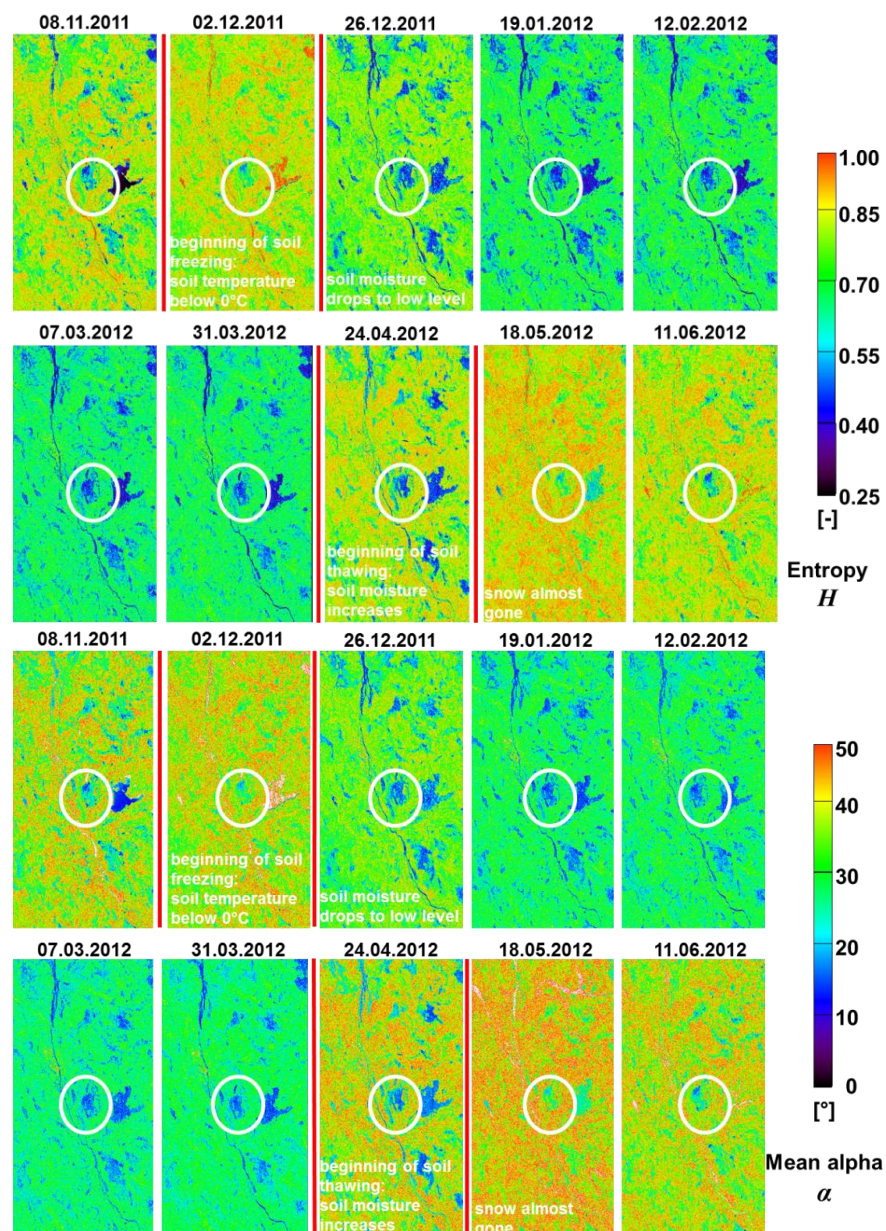 08.11.2011 02.12.2011 26.12.2011 19.01.2012 12.02.2012
beginning of soil
freezing:
soil temperature
below 0°C
soil moisture
drops to low level
07.03.2012 31.03.2012 24.04.2012 18.05.2012 11.06.2012
beginning of soil
thawing:
soil moisture
increases
snow almost
gone
1.00
0.85
0.70
0.55
0.40
0.25
[-]
Entropy
H
08.11.2011 02.12.2011 26.12.2011 19.01.2012 12.02.2012
beginning of soil
freezing:
soil temperature
below 0°C
soil moisture
drops to low level
07.03.2012 31.03.2012 24.04.2012 18.05.2012 11.06.2012
beginning of soil
thawing:
soil moisture
increases
snow almost
gone
50
40
30
20
10
0
[°]
Mean alpha
α